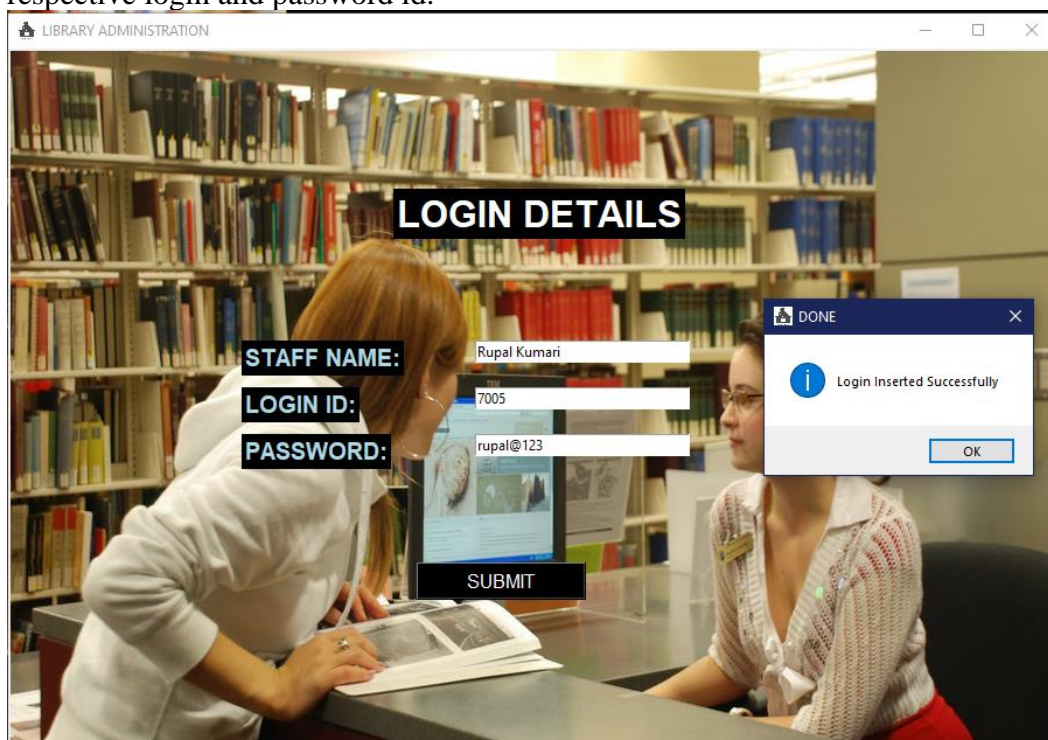 respective login and password id.
LIBRARY ADMINISTRATION
LOGIN DETAILS
DONE
Login Inserted Successfully
OK
STAFF NAME: Rupal Kumari
LOGIN ID: 7005
PASSWORD: rupal@123
SUBMIT